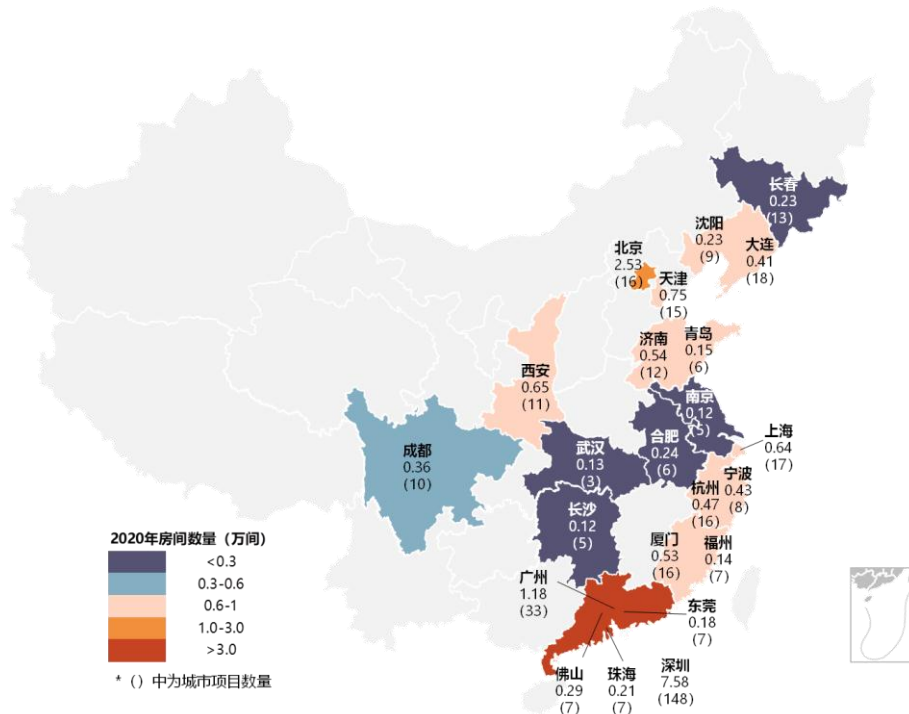 长春
0.23
(13)
沈阳
0.23
(9)
大连
0.41
(18)
北京
2.53
(16)
天津
0.75
(15)
济南
0.54
(12)
青岛
0.15
(6)
西安
0.65
(11)
南京
0.12
(5)
上海
0.64
(17)
成都
0.36
(10)
武汉
0.13
(3)
合肥
0.24
(6)
宁波
0.43
(8)
杭州
0.47
(16)
长沙
0.12
(5)
厦门
0.53
(16)
福州
0.14
(7)
广州
1.18
(33)
东莞
0.18
(7)
佛山
0.29
(7)
珠海
0.21
(7)
深圳
7.58
(148)
2020年房间数量（万间）
<0.3
0.3-0.6
0.6-1
1.0-3.0
>3.0
*（）中为城市项目数量